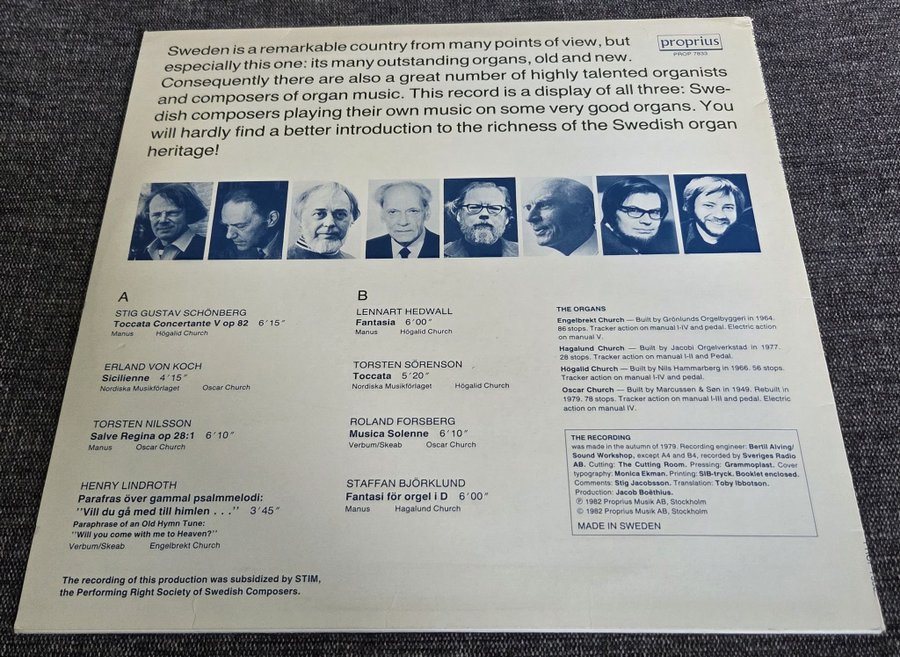 Sweden is a remarkable country from many points of view, but
especially this one: its many outstanding organs, old and new.
Consequently there are also a great number of highly talented organists
and composers of organ music. This record is a display of all three: Swe-
dish composers playing their own music on some very good organs. You
will hardly find a better introduction to the richness of the Swedish organ
heritage!
proprius
PROP 7833
A
STIG GUSTAV SCHÖNBERG
Toccata Concertante V op 82 6´15˝
Manus Högalid Church
ERLAND VON KOCH
Sicilienne 4´15˝
Nordiska Musikförlaget Oscar Church
TORSTEN NILSSON
Salve Regina op 28:1 6´10˝
Manus Oscar Church
HENRY LINDROTH
Parafras över gammal psalmmelodi:
''Vill du gå med till himlen . . .'' 3´45˝
Paraphrase of an Old Hymn Tune:
''Will you come with me to Heaven?''
Verbum/Skeab Engelbrekt Church
The recording of this production was subsidized by STIM,
the Performing Right Society of Swedish Composers.
B
LENNART HEDWALL
Fantasia 6´00˝
Manus Högalid Church
TORSTEN SÖRENSON
Toccata 5´20˝
Nordiska Musikförlaget Högalid Church
ROLAND FORSBERG
Musica Solenne 6´10˝
Verbum/Skeab Oscar Church
STAFFAN BJÖRKLUND
Fantasi för orgel i D 6´00˝
Manus Hagalund Church
THE ORGANS
Engelbrekt Church — Built by Grönlunds Orgelbyggeri in 1964.
86 stops. Tracker action on manual I-IV and pedal. Electric action
on manual V.
Hagalund Church — Built by Jacobi Orgelverkstad in 1977.
28 stops. Tracker action on manual I-II and Pedal.
Högalid Church — Built by Nils Hammarberg in 1966. 56 stops.
Tracker action on manual I-IV and pedal.
Oscar Church — Built by Marcussen & Søn in 1949. Rebuilt in
1979. 78 stops. Tracker action on manual I-III and pedal. Electric
action on manual IV.
THE RECORDING
was made in the autumn of 1979. Recording engineer: Bertil Alving/
Sound Workshop, except A4 and B4, recorded by Sveriges Radio
AB. Cutting: The Cutting Room. Pressing: Grammoplast. Cover
typography: Monica Ekman. Printing: SIB-tryck. Booklet enclosed.
Comments: Stig Jacobsson. Translation: Toby Ibbotson.
Production: Jacob Boëthius.
℗ 1982 Proprius Musik AB, Stockholm
© 1982 Proprius Musik AB, Stockholm
MADE IN SWEDEN